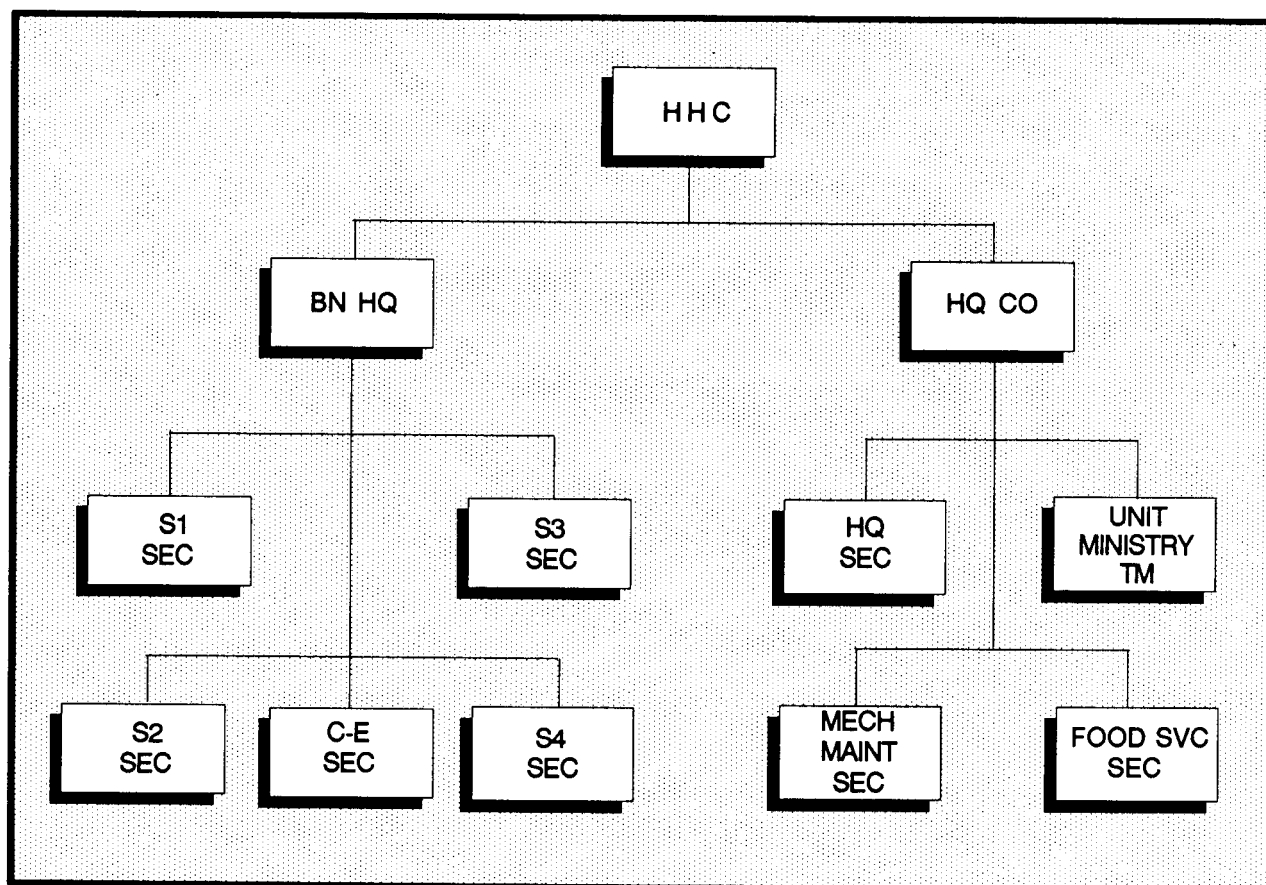 HHC
BN HQ
HQ CO
S1
SEC
S3
SEC
HQ
SEC
UNIT
MINISTRY
TM
S2
SEC
C-E
SEC
S4
SEC
MECH
MAINT
SEC
FOOD SVC
SEC